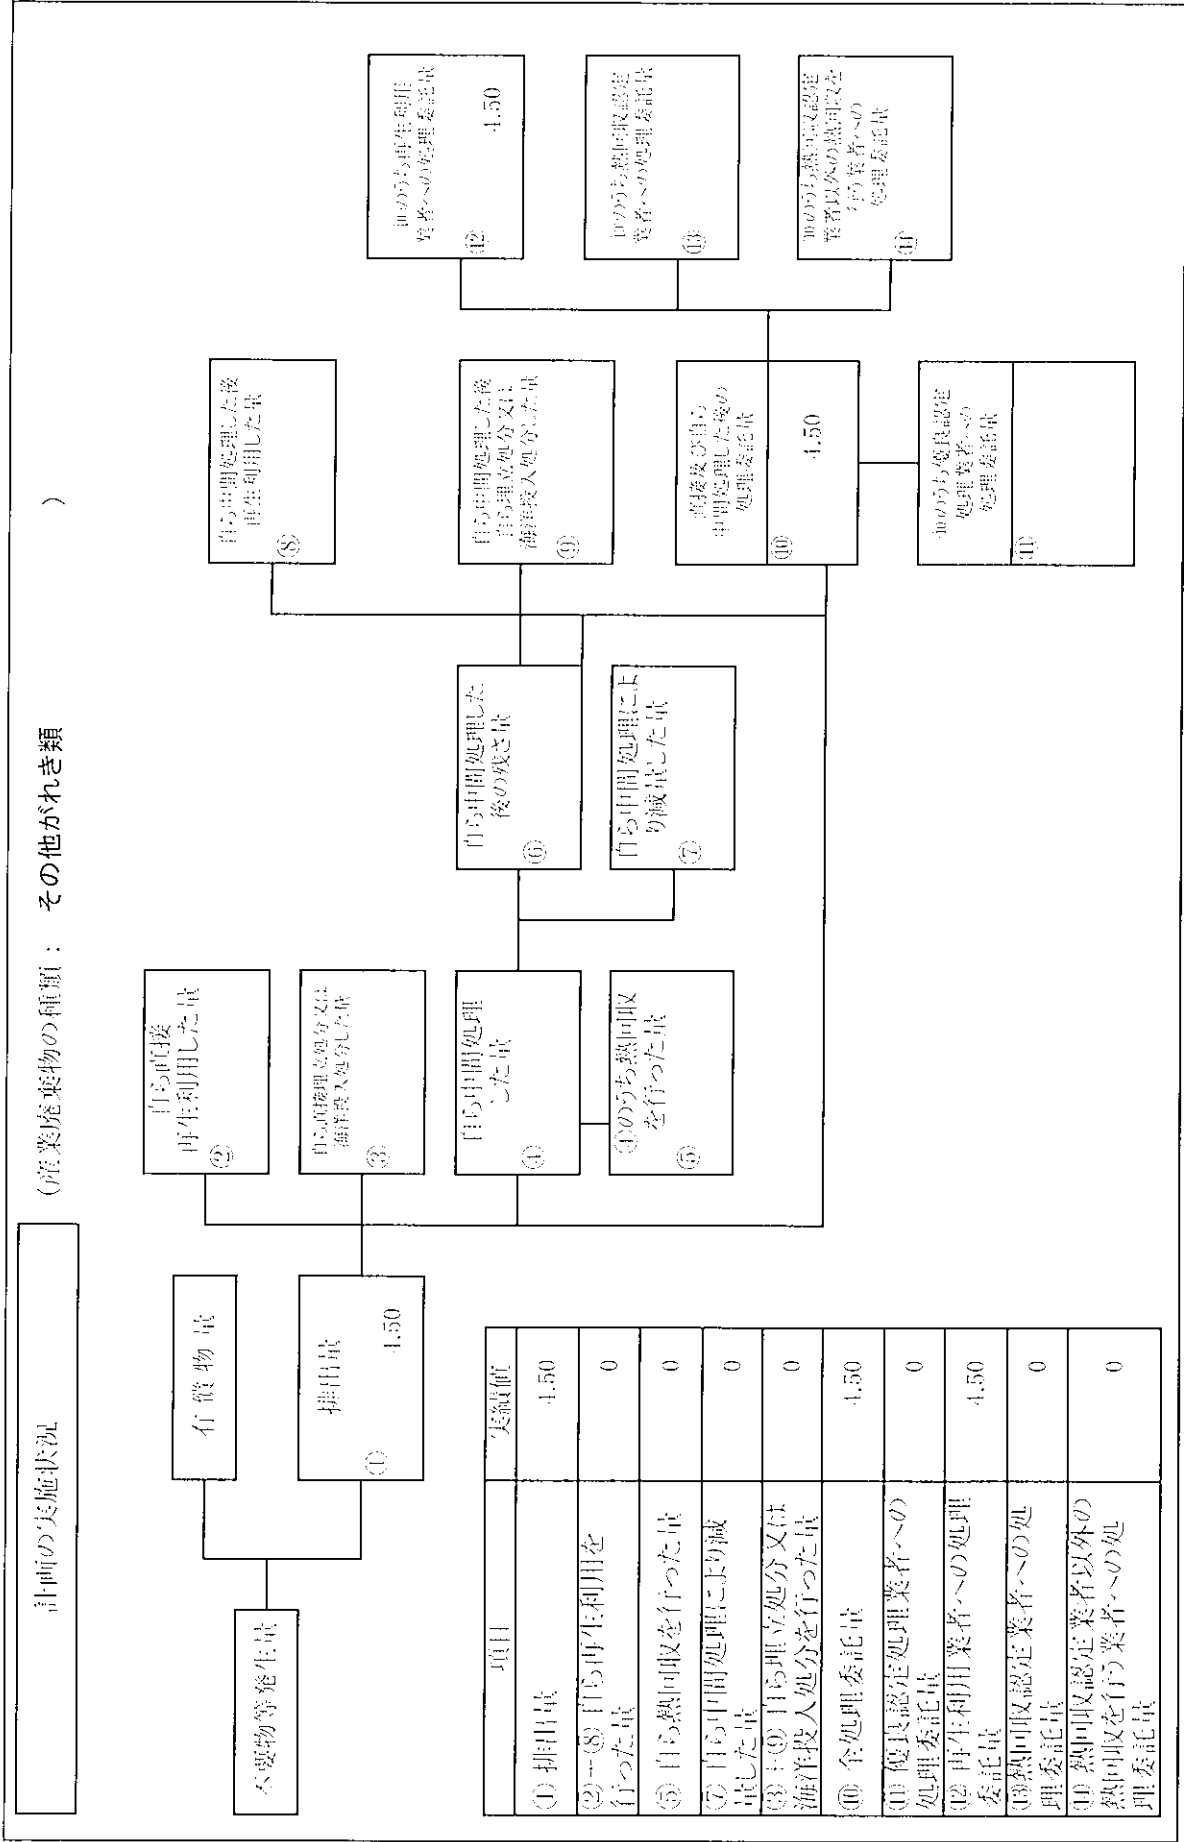 計画の実施状況
(産業廃棄物の種類： その他がれき類 )
不要物等発生量
有償物量
排出量
①
4.50
自ら直接
再生利用した量
②
自ら直接埋立処分又は
海洋投入処分した量
③
自ら中間処理
した量
④
④のうち熱回収
を行った量
⑤
自ら中間処理した
後の残さ量
⑥
自ら中間処理によ
り減量した量
⑦
自ら中間処理した後
再生利用した量
⑧
自ら中間処理した後
自ら埋立処分又は
海洋投入処分した量
⑨
直接及び自ら
中間処理した後の
処理委託量
⑩
4.50
⑩のうち優良認定
処理業者への
処理委託量
⑪
⑩のうち再生利用
業者への処理委託量
⑫
4.50
⑩のうち熱回収認定
業者への処理委託量
⑬
⑩のうち熱回収認定
業者以外の熱回収を
行う業者への
処理委託量
⑭
項目 実績値
①排出量 4.50
②+⑧自ら再生利用を
行った量 0
⑤自ら熱回収を行った量 0
⑦自ら中間処理により減
量した量 0
③+⑨自ら埋立処分又は
海洋投入処分を行った量 0
⑩全処理委託量 4.50
⑪優良認定処理業者への
処理委託量 0
⑫再生利用業者への処理
委託量 4.50
⑬熱回収認定業者への処
理委託量 0
⑭熱回収認定業者以外の
熱回収を行う業者への処
理委託量 0